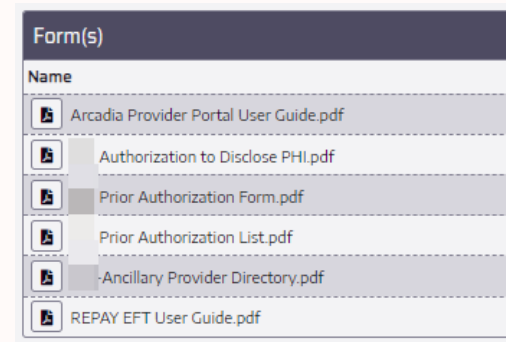 Form(s)
Name
Arcadia Provider Portal User Guide.pdf
Authorization to Disclose PHI.pdf
Prior Authorization Form.pdf
Prior Authorization List.pdf
-Ancillary Provider Directory.pdf
REPAY EFT User Guide.pdf